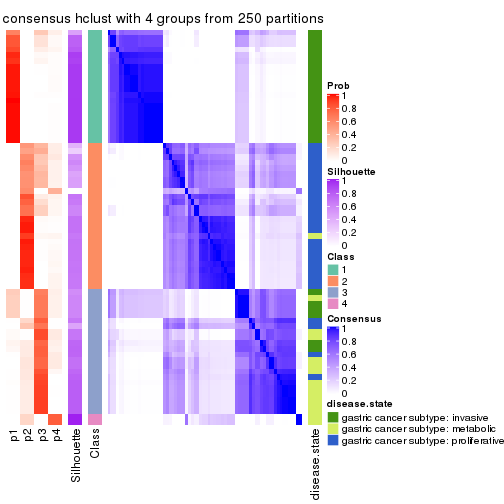 consensus hclust with 4 groups from 250 partitions
Prob
1
0.8
0.6
0.4
0.2
0
Silhouette
1
0.8
0.6
0.4
0.2
0
Class
1
2
3
4
Consensus
1
0.8
0.6
0.4
0.2
0
disease.state
gastric cancer subtype: invasive
gastric cancer subtype: metabolic
gastric cancer subtype: proliferative
p1
p2
p3
p4
Silhouette
Class
disease.state